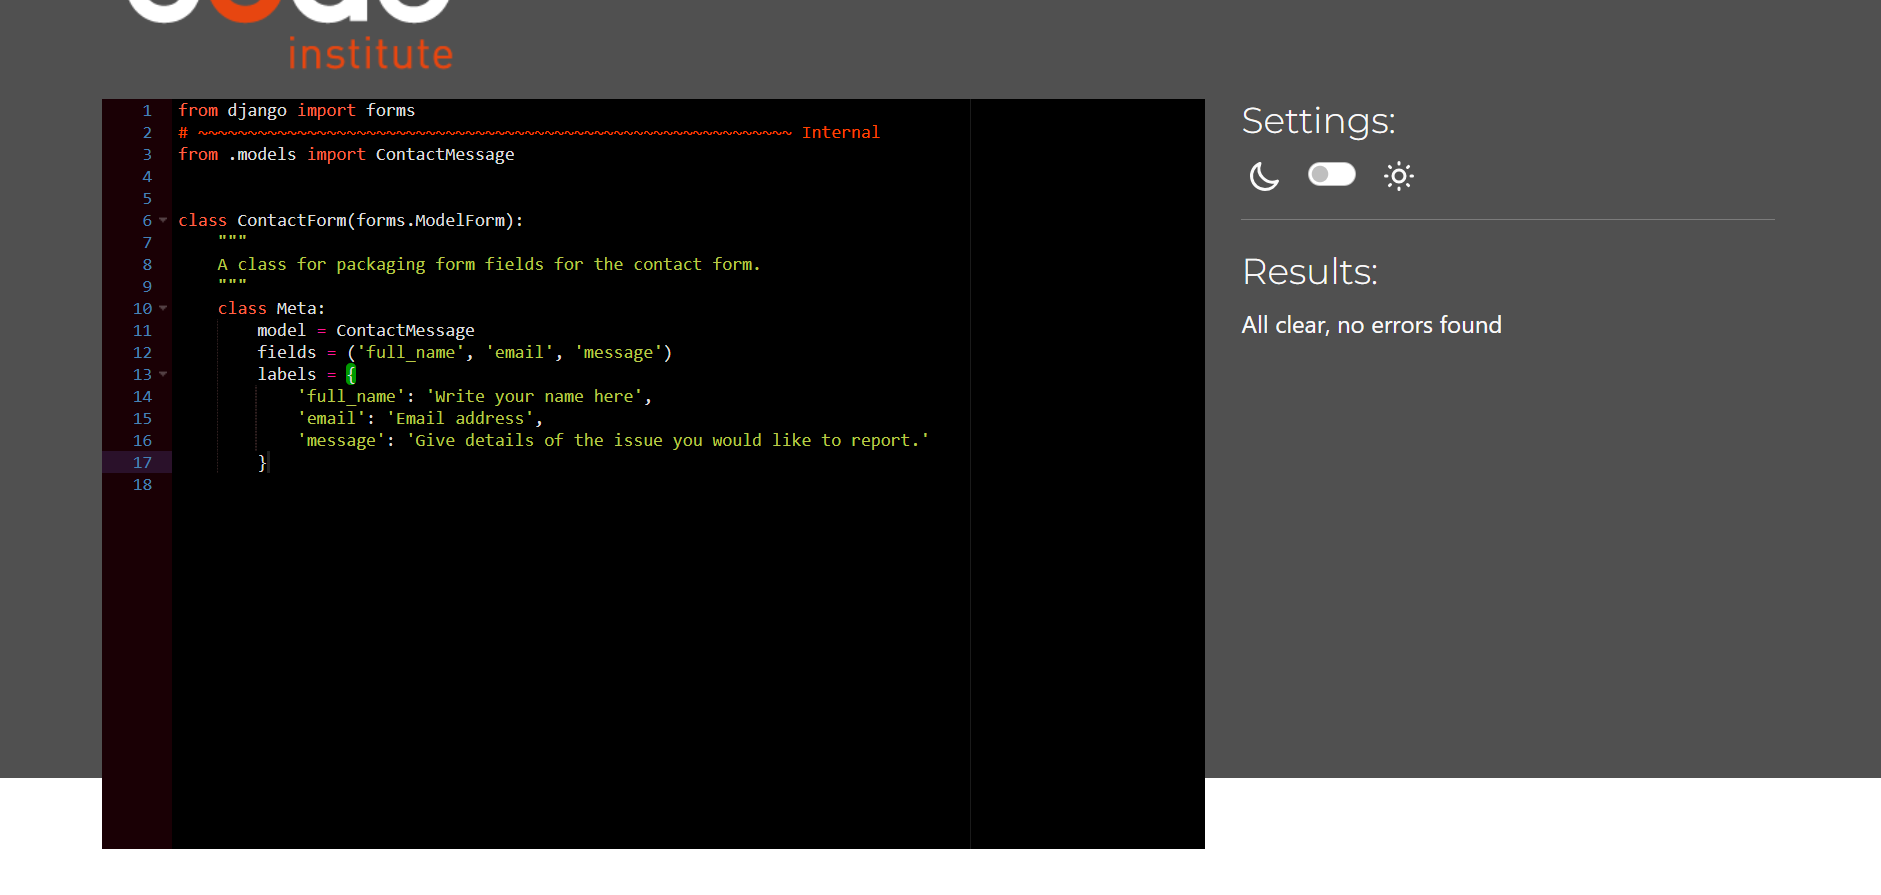 institute
1 from django import forms
2 # ~~~~~~~~~~~~~~~~~~~~~~~~~~~~~~~~~~~~~~~~~~~~~~~~~~~~~~~~~~~~ Internal
3 from .models import ContactMessage
4
5
6 class ContactForm(forms.ModelForm):
7     """
8     A class for packaging form fields for the contact form.
9     """
10     class Meta:
11         model = ContactMessage
12         fields = ('full_name', 'email', 'message')
13         labels = {
14             'full_name': 'Write your name here',
15             'email': 'Email address',
16             'message': 'Give details of the issue you would like to report.'
17         }
18
Settings:
Results:
All clear, no errors found